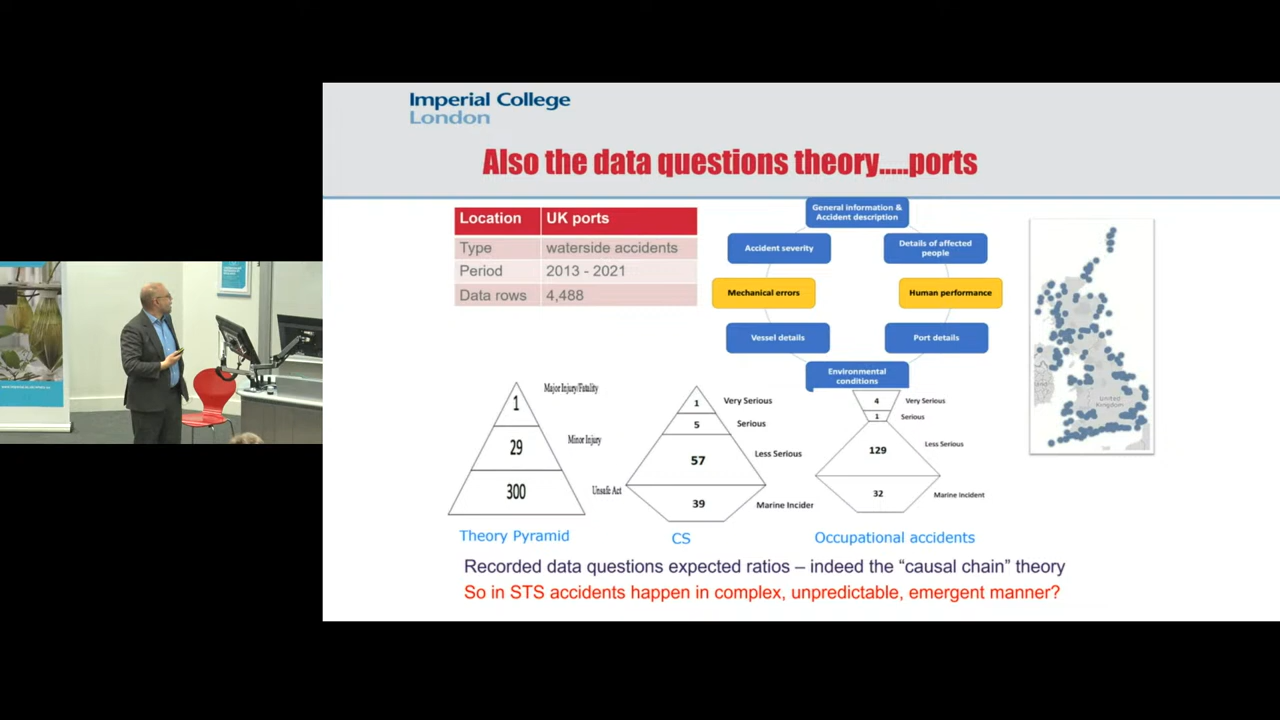 Imperial College
London
Also the data questions theory.....ports
Location UK ports
Type waterside accidents
Period 2013 - 2021
Data rows 4,488
General information &
Accident description
Accident severity
Details of affected
people
Mechanical errors
Human performance
Vessel details
Port details
Environmental
conditions
United
Kingdom
1 Major Injury/Fatality
29 Minor Injury
300 Unsafe Act
Theory Pyramid
1 Very Serious
5 Serious
57 Less Serious
39 Marine Incider
CS
4 Very Serious
1 Serious
129 Less Serious
32 Marine Incident
Occupational accidents
Recorded data questions expected ratios – indeed the “causal chain” theory
So in STS accidents happen in complex, unpredictable, emergent manner?